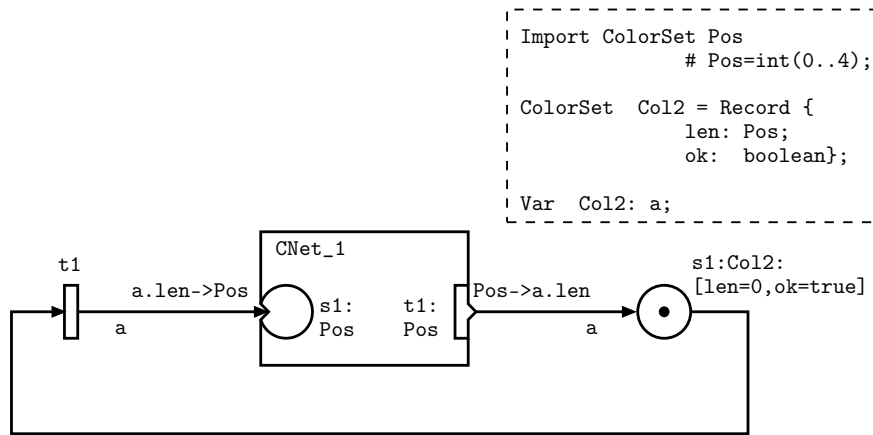 Import ColorSet Pos
# Pos=int(0..4);
ColorSet  Col2 = Record {
len: Pos;
ok:  boolean};
Var  Col2: a;
t1
a.len->Pos
a
CNet_1
s1:
Pos
t1:
Pos
Pos->a.len
a
s1:Col2:
[len=0,ok=true]